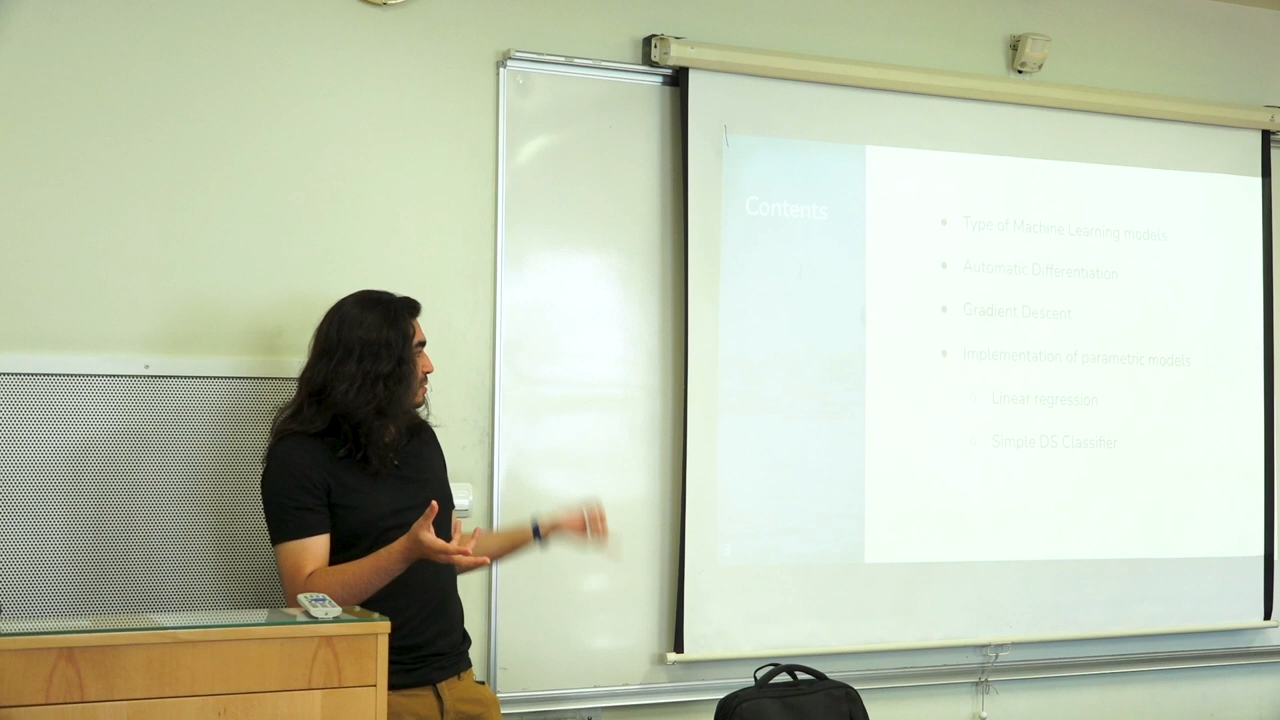 Contents
Type of Machine Learning models
Automatic Differentiation
Gradient Descent
Implementation of parametric models
Linear regression
Simple DS Classifier